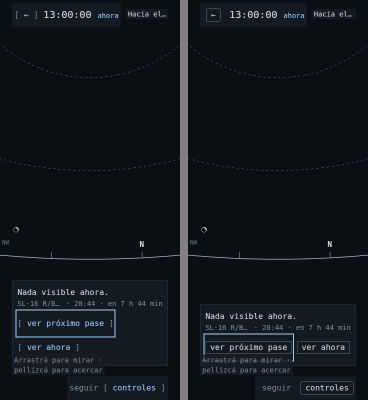 [ ← ] 13:00:00 ahora Hacia el…
NW
N
Nada visible ahora.
SL-16 R/B… · 20:44 · en 7 h 44 min
[ ver próximo pase ]
[ ver ahora ]
Arrastrá para mirar ·
pellizcá para acercar
seguir [ controles ]
← 13:00:00 ahora Hacia el…
NW
N
Nada visible ahora.
SL-16 R/B… · 20:44 · en 7 h 44 min
ver próximo pase ver ahora
Arrastrá para mirar ·
pellizcá para acercar
seguir controles